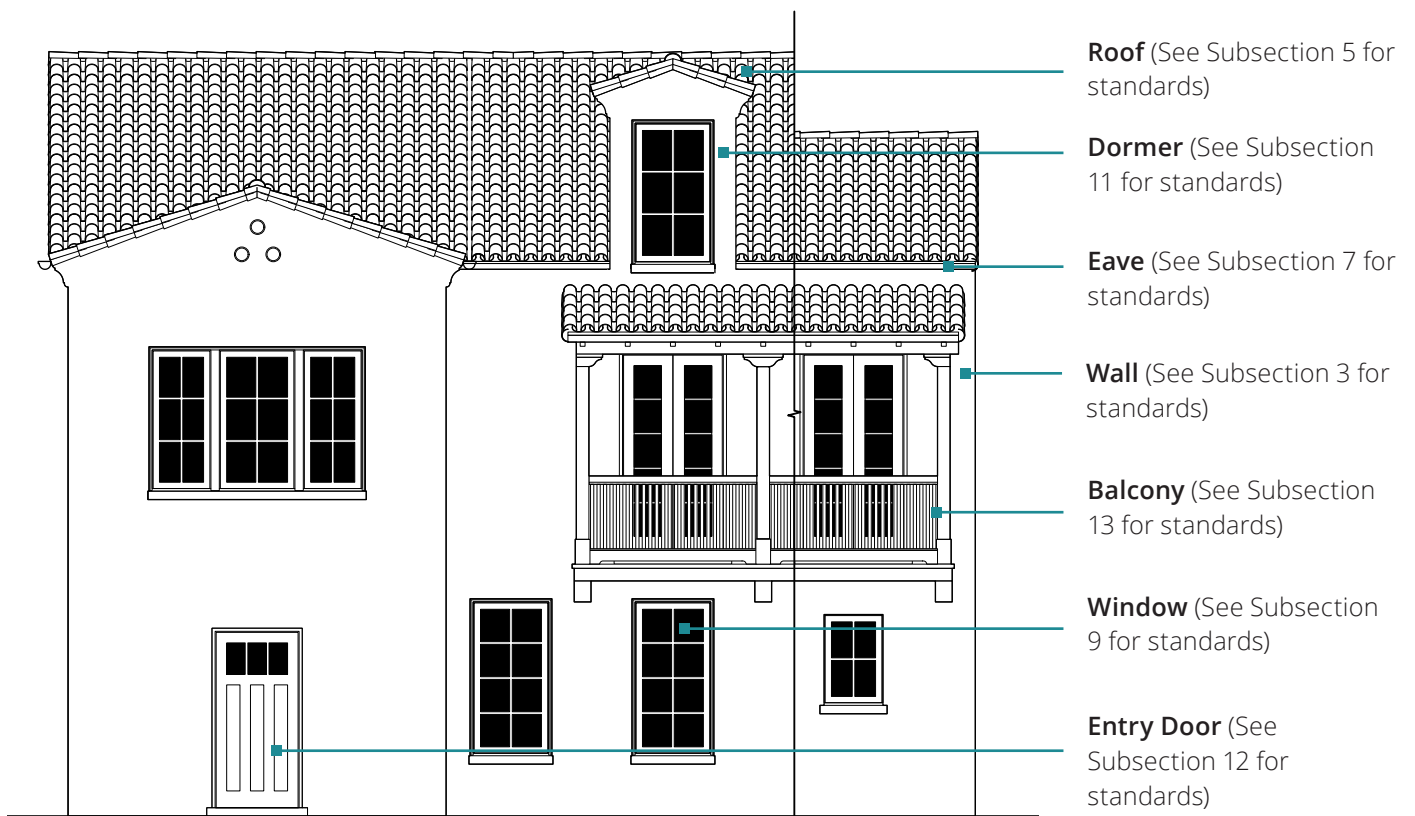 Roof (See Subsection 5 for
standards)
Dormer (See Subsection
11 for standards)
Eave (See Subsection 7 for
standards)
Wall (See Subsection 3 for
standards)
Balcony (See Subsection
13 for standards)
Window (See Subsection
9 for standards)
Entry Door (See
Subsection 12 for
standards)